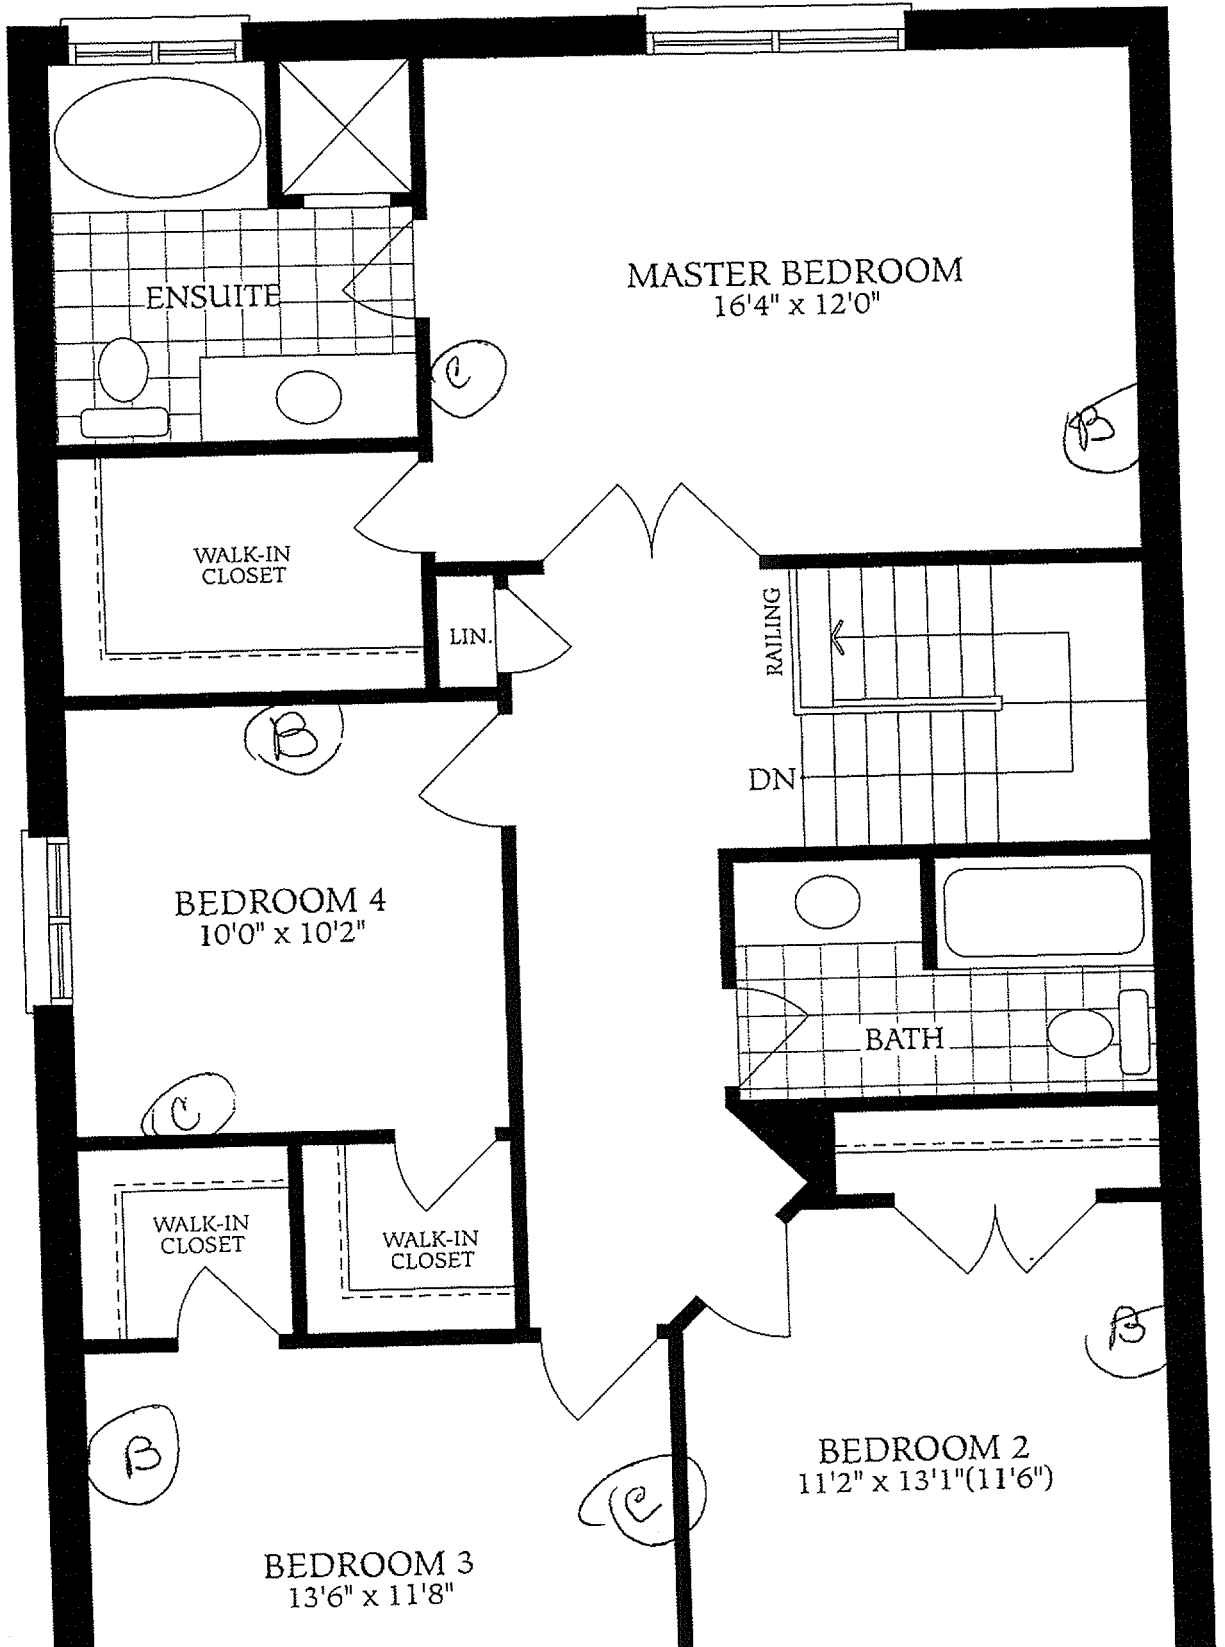 ENSUITE
MASTER BEDROOM
16'4" x 12'0"
C
B
WALK-IN
CLOSET
LIN.
RAILING
DN
B
BEDROOM 4
10'0" x 10'2"
C
BATH
WALK-IN
CLOSET
WALK-IN
CLOSET
B
B
BEDROOM 2
11'2" x 13'1"(11'6")
C
BEDROOM 3
13'6" x 11'8"